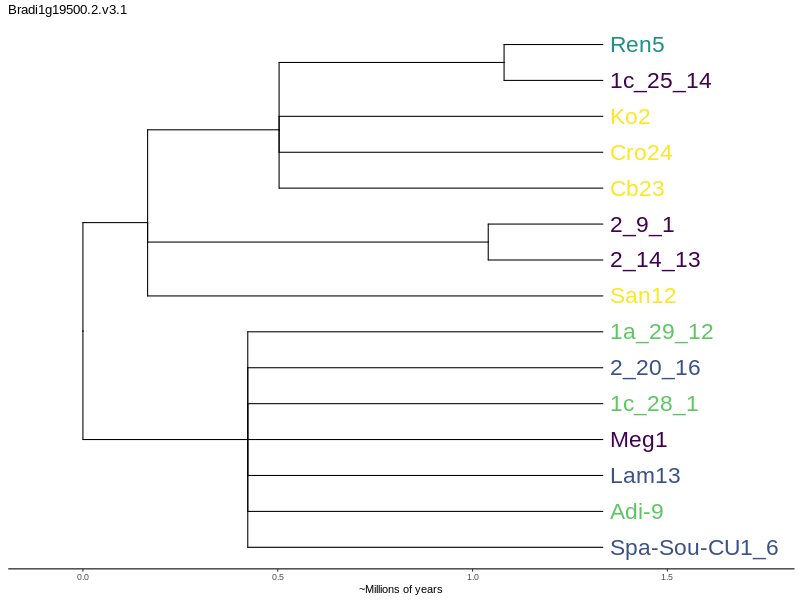 Bradi1g19500.2.v3.1
Ren5
1c_25_14
Ko2
Cro24
Cb23
2_9_1
2_14_13
San12
1a_29_12
2_20_16
1c_28_1
Meg1
Lam13
Adi-9
Spa-Sou-CU1_6
0.0 0.5 1.0 1.5
~Millions of years